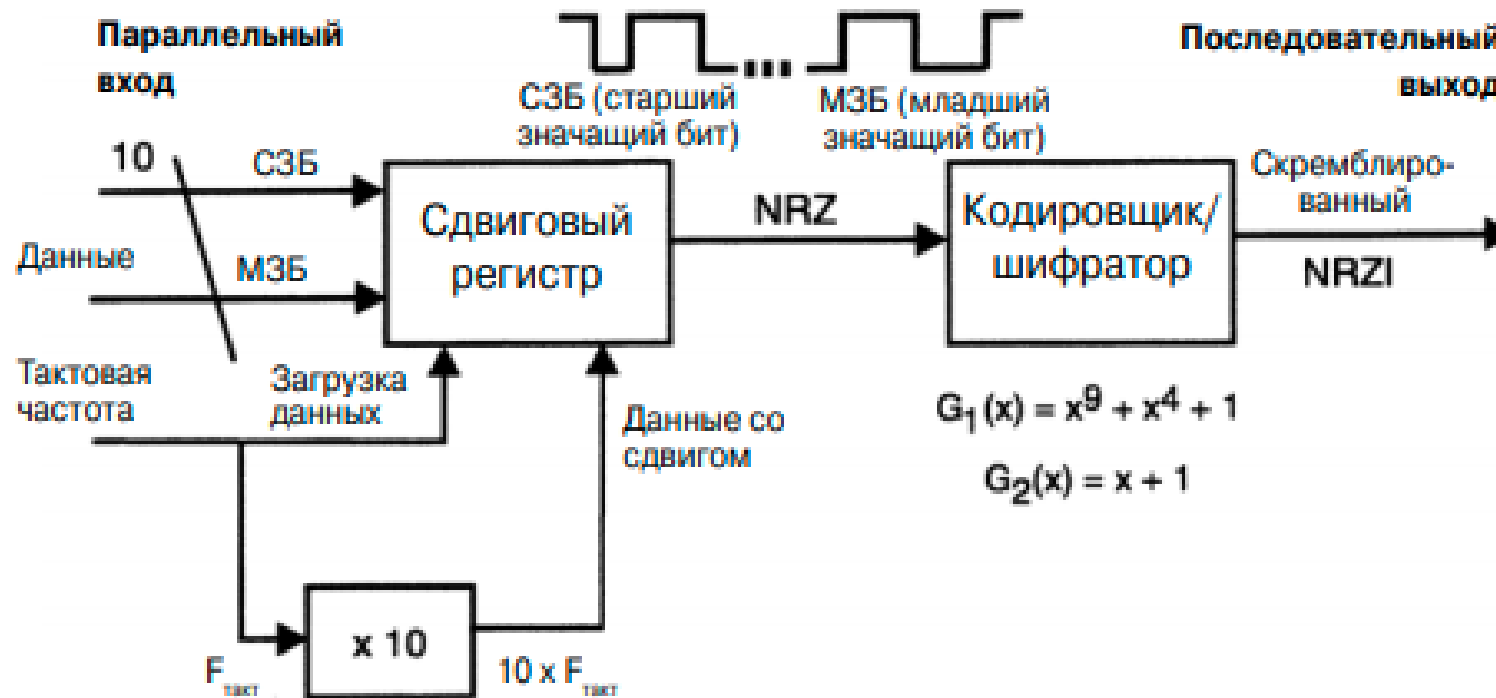 Параллельный
вход
Последовательный
выход
СЗБ (старший
значащий бит)
МЗБ (младший
значащий бит)
10
СЗБ
Данные
МЗБ
Сдвиговый
регистр
NRZ
Кодировщик/
шифратор
Скремблиро-
ванный
NRZI
Тактовая
частота
Загрузка
данных
Данные со
сдвигом
G₁(x) = x⁹ + x⁴ + 1
G₂(x) = x + 1
x 10
Fтакт
10 x Fтакт